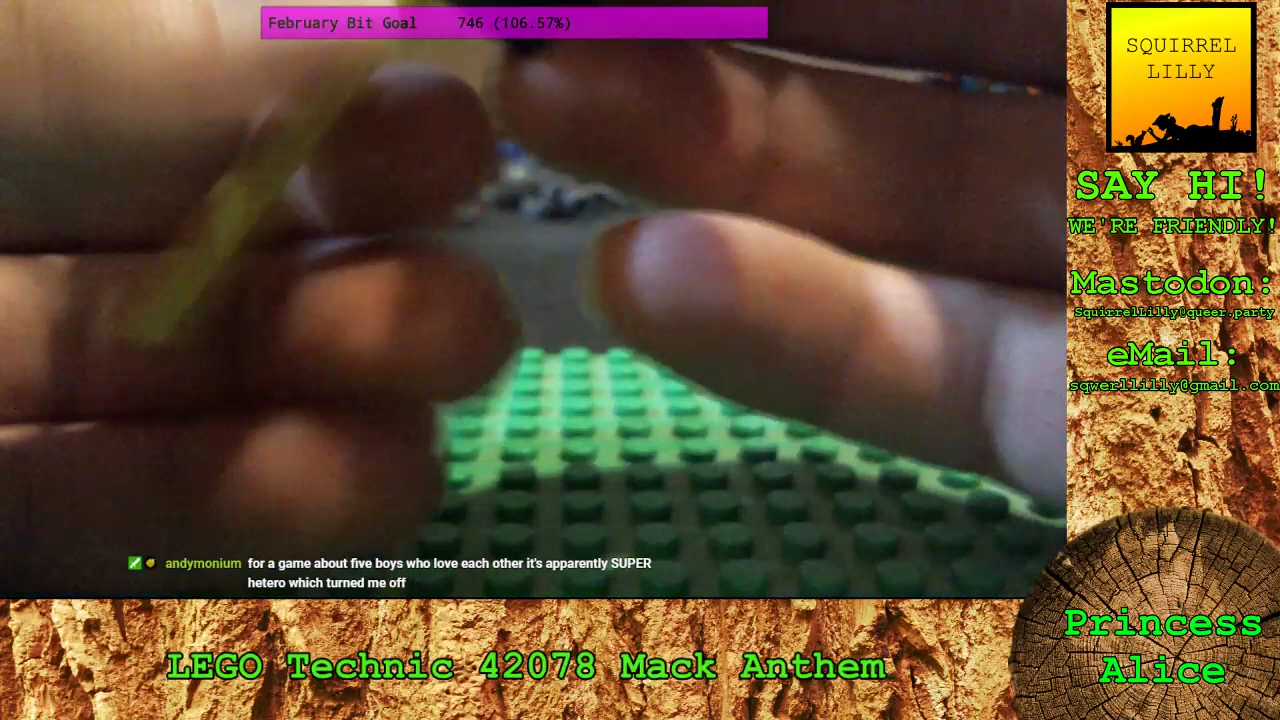 February Bit Goal 746 (106.57%)
SQUIRREL
LILLY
SAY HI!
WE'RE FRIENDLY!
Mastodon:
SquirrelLilly@queer.party
eMail:
sqwerllilly@gmail.com
andymonium for a game about five boys who love each other it's apparently SUPER
hetero which turned me off
LEGO Technic 42078 Mack Anthem
Princess
Alice